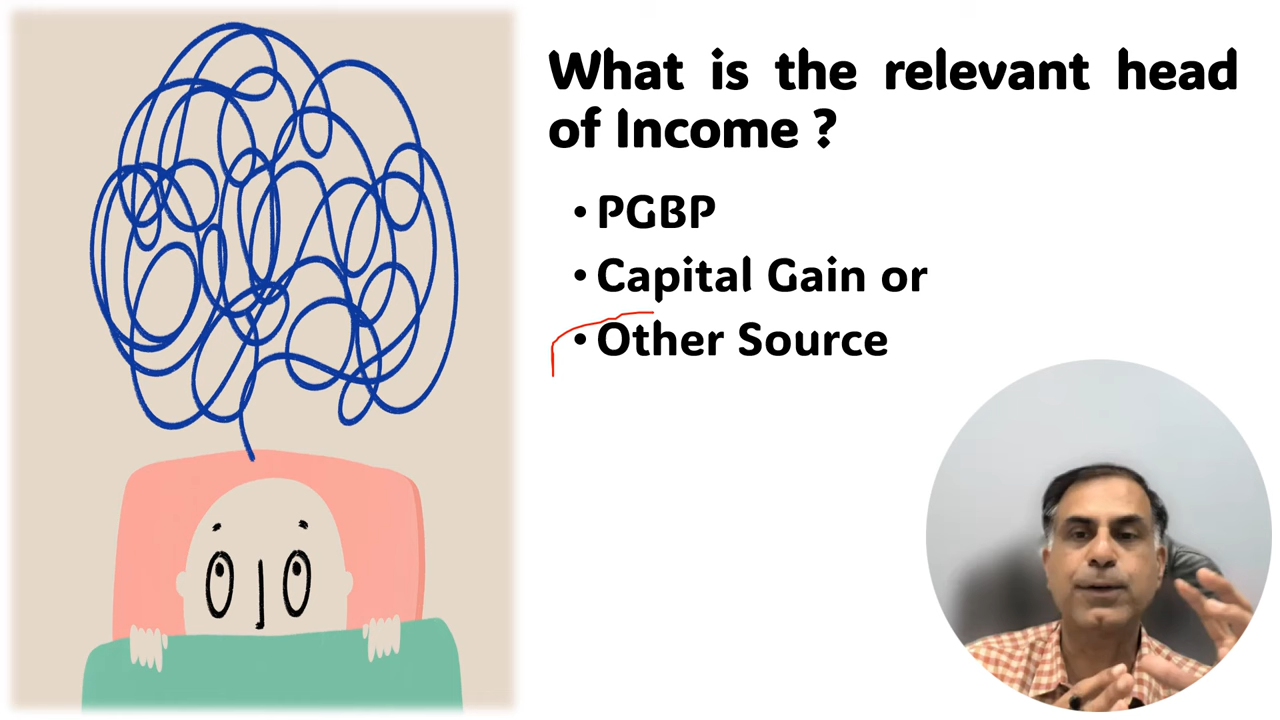 What is the relevant head
of Income ?
• PGBP
• Capital Gain or
• Other Source